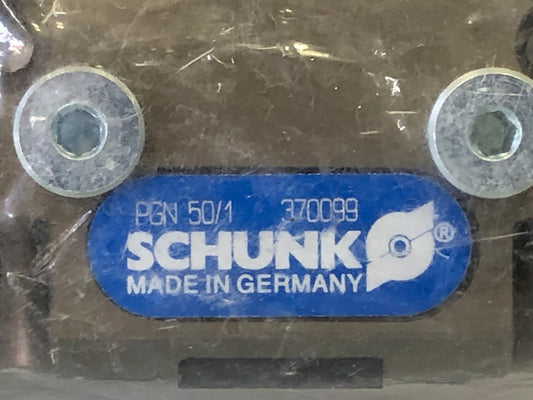 PGN 50/1 370099
SCHUNK ®
MADE IN GERMANY